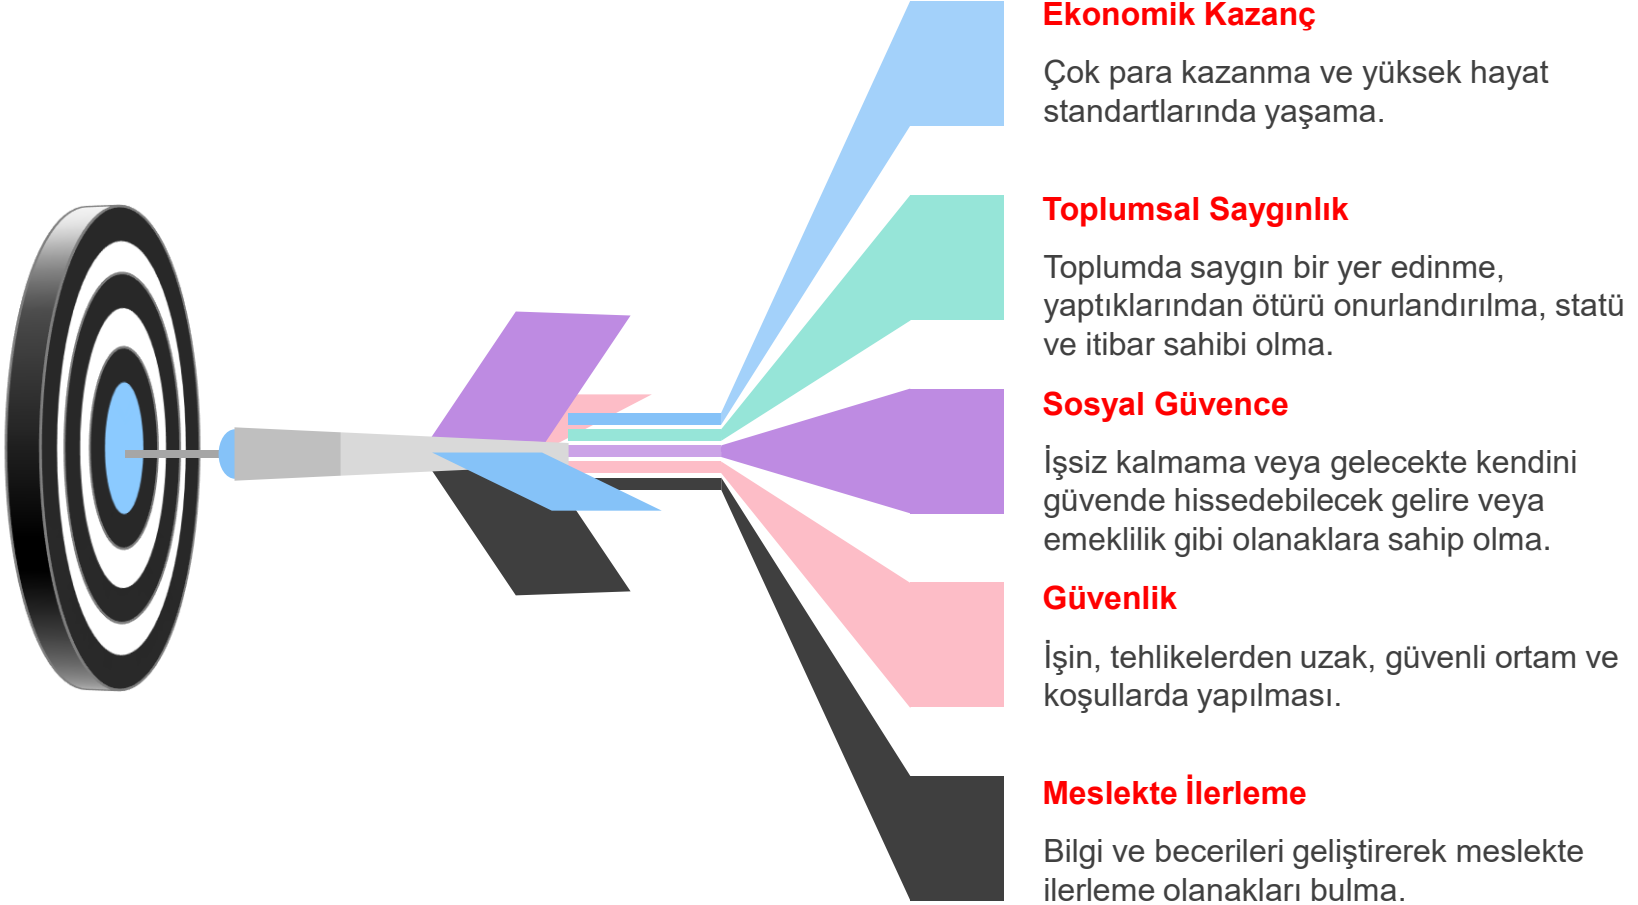 Ekonomik Kazanç
Çok para kazanma ve yüksek hayat
standartlarında yaşama.
Toplumsal Saygınlık
Toplumda saygın bir yer edinme,
yaptıklarından ötürü onurlandırılma, statü
ve itibar sahibi olma.
Sosyal Güvence
İşsiz kalmama veya gelecekte kendini
güvende hissedebilecek gelire veya
emeklilik gibi olanaklara sahip olma.
Güvenlik
İşin, tehlikelerden uzak, güvenli ortam ve
koşullarda yapılması.
Meslekte İlerleme
Bilgi ve becerileri geliştirerek meslekte
ilerleme olanakları bulma.